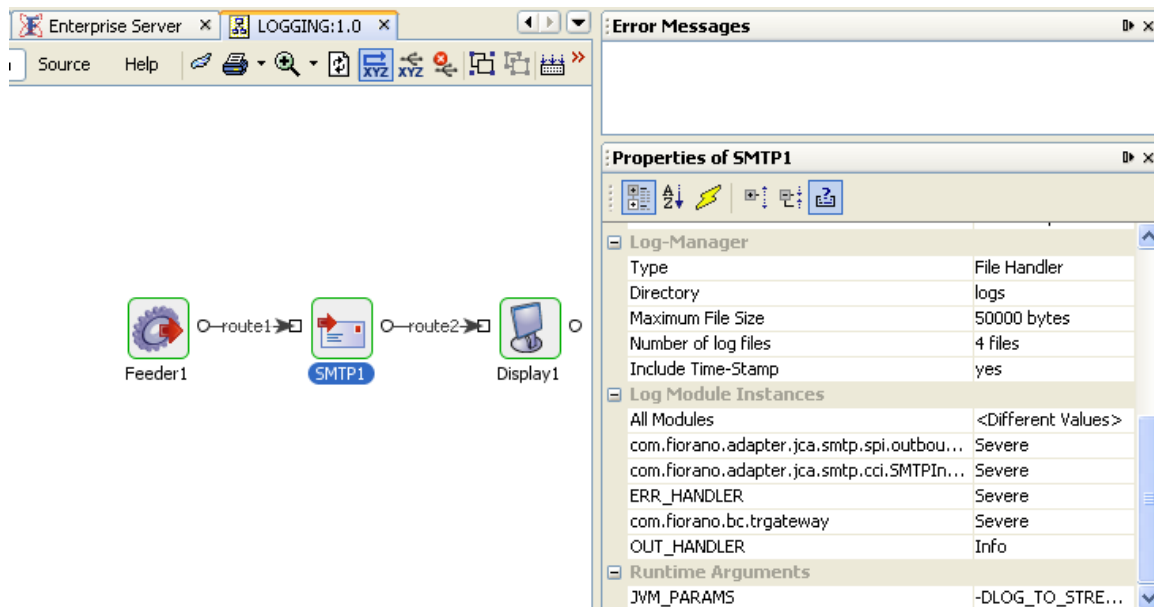 Enterprise Server
LOGGING:1.0
Source Help
XYZ XYZ
Feeder1
route1
SMTP1
route2
Display1
Error Messages
Properties of SMTP1
Log-Manager
Type File Handler
Directory logs
Maximum File Size 50000 bytes
Number of log files 4 files
Include Time-Stamp yes
Log Module Instances
All Modules <Different Values>
com.fiorano.adapter.jca.smtp.spi.outbou... Severe
com.fiorano.adapter.jca.smtp.cci.SMTPIn... Severe
ERR_HANDLER Severe
com.fiorano.bc.trgateway Severe
OUT_HANDLER Info
Runtime Arguments
JVM_PARAMS -DLOG_TO_STRE...